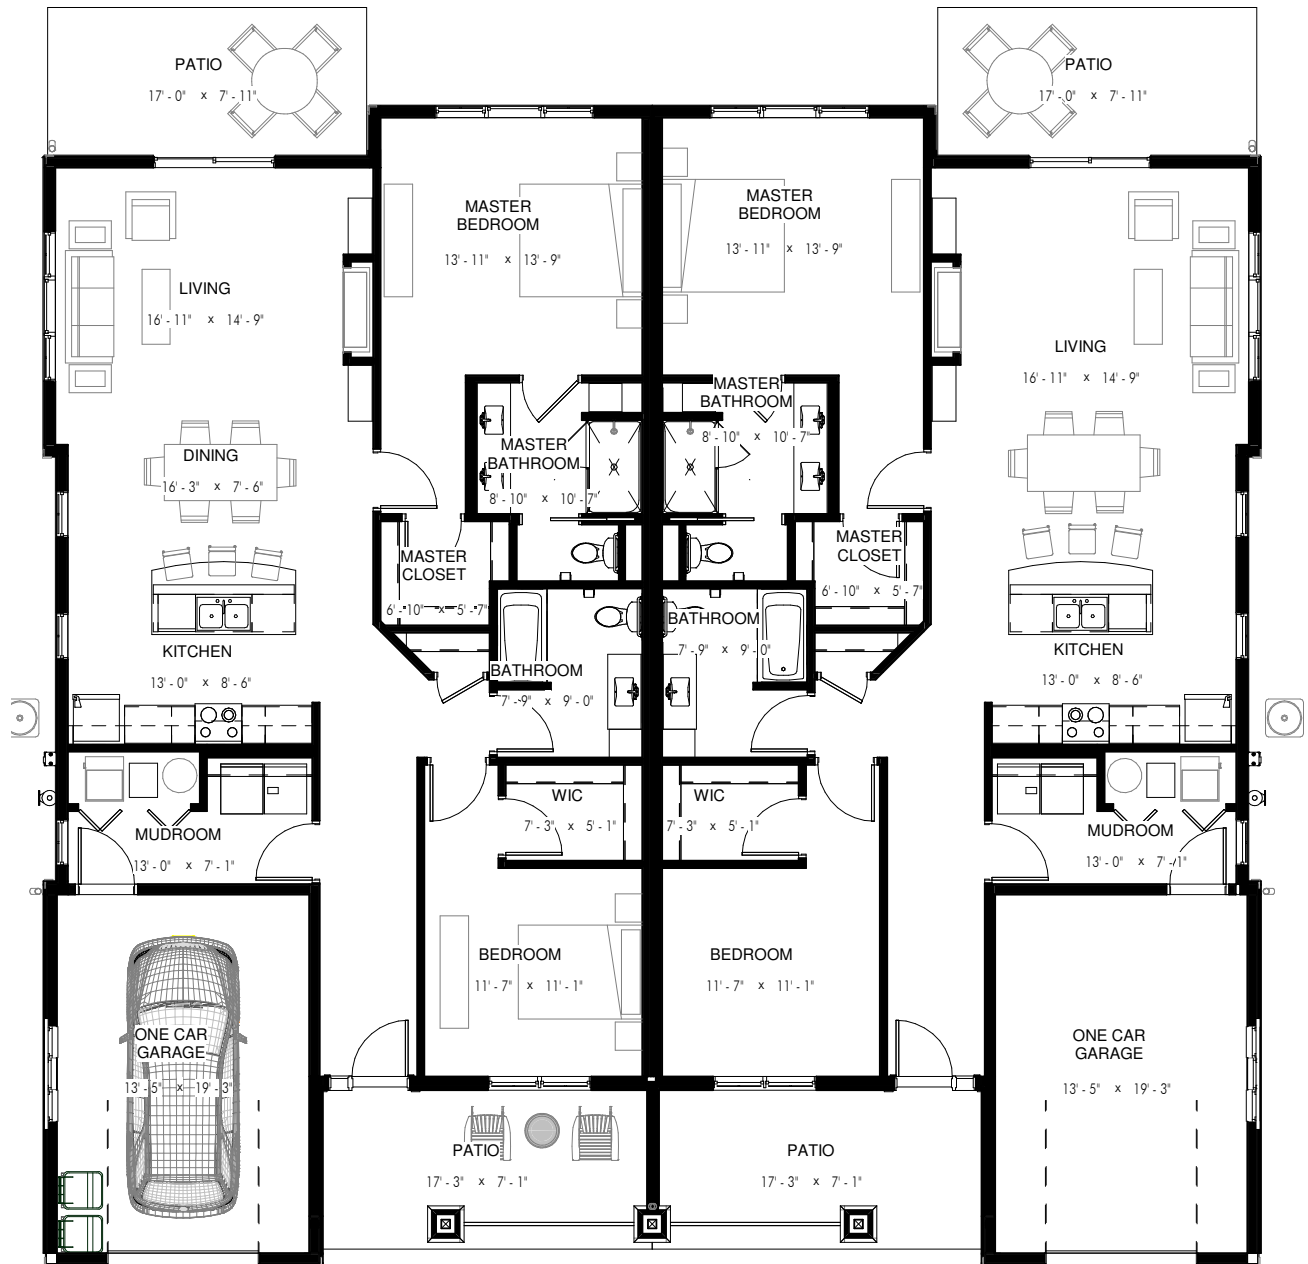 PATIO
17' - 0" x 7' - 11"
PATIO
17' - 0" x 7' - 11"
MASTER
BEDROOM
13' - 11" x 13' - 9"
MASTER
BEDROOM
13' - 11" x 13' - 9"
LIVING
16' - 11" x 14' - 9"
LIVING
16' - 11" x 14' - 9"
MASTER
BATHROOM
8' - 10" x 10' - 7"
DINING
16' - 3" x 7' - 6"
MASTER
BATHROOM
8' - 10" x 10' - 7"
MASTER
CLOSET
6' - 10" x 5' - 7"
MASTER
CLOSET
6' - 10" x 5' - 7"
BATHROOM
7' - 9" x 9' - 0"
KITCHEN
13' - 0" x 8' - 6"
BATHROOM
7' - 9" x 9' - 0"
KITCHEN
13' - 0" x 8' - 6"
WIC
7' - 3" x 5' - 1"
WIC
7' - 3" x 5' - 1"
MUDROOM
13' - 0" x 7' - 1"
MUDROOM
13' - 0" x 7' - 1"
BEDROOM
11' - 7" x 11' - 1"
BEDROOM
11' - 7" x 11' - 1"
ONE CAR
GARAGE
13' - 5" x 19' - 3"
ONE CAR
GARAGE
13' - 5" x 19' - 3"
PATIO
17' - 3" x 7' - 1"
PATIO
17' - 3" x 7' - 1"